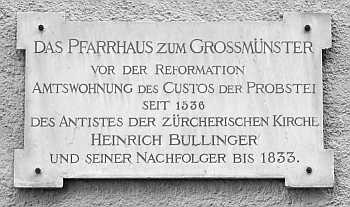 DAS PFARRHAUS ZUM GROSSMÜNSTER
VOR DER REFORMATION
AMTSWOHNUNG DES CUSTOS DER PROBSTEI
SEIT 1536
DES ANTISTES DER ZÜRCHERISCHEN KIRCHE
HEINRICH BULLINGER
UND SEINER NACHFOLGER BIS 1833.